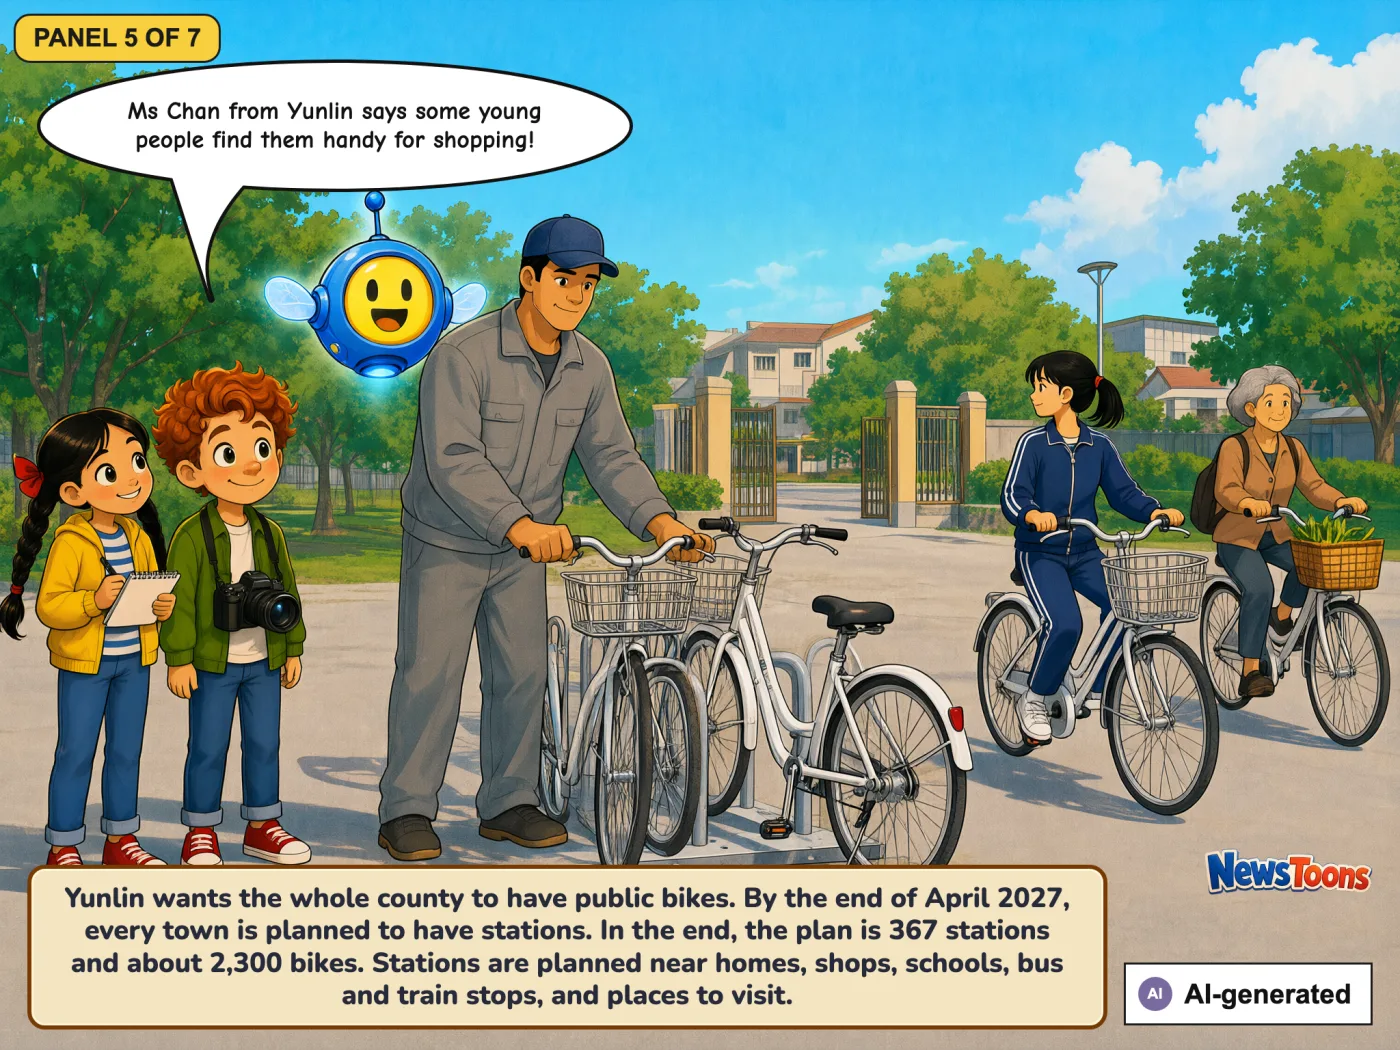 PANEL 5 OF 7
Ms Chan from Yunlin says some young
people find them handy for shopping!
Yunlin wants the whole county to have public bikes. By the end of April 2027,
every town is planned to have stations. In the end, the plan is 367 stations
and about 2,300 bikes. Stations are planned near homes, shops, schools, bus
and train stops, and places to visit.
NewsToons
AI AI-generated